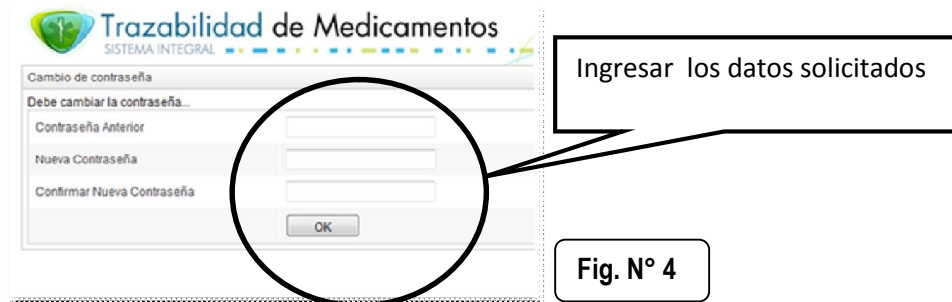 Trazabilidad de Medicamentos
SISTEMA INTEGRAL
Cambio de contraseña
Debe cambiar la contraseña...
Contraseña Anterior
Nueva Contraseña
Confirmar Nueva Contraseña
OK
Ingresar los datos solicitados
Fig. N° 4